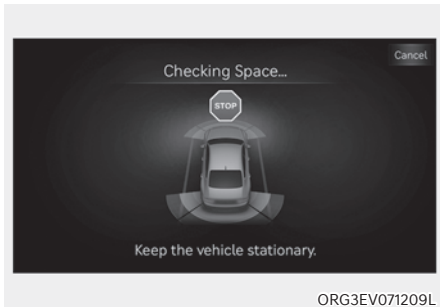 Cancel
Checking Space...
STOP
Keep the vehicle stationary.
ORG3EV071209L